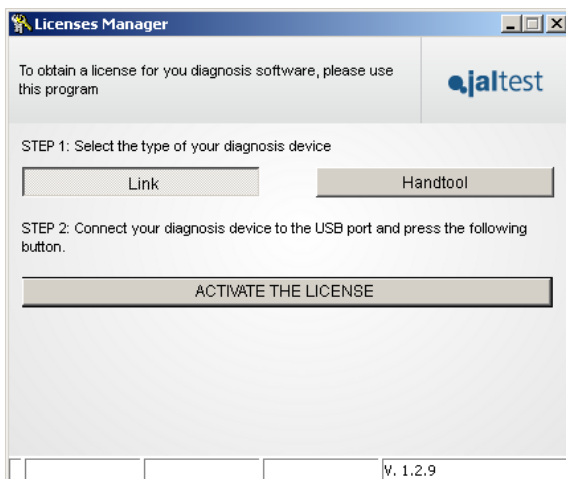 Licenses Manager
To obtain a license for you diagnosis software, please use
this program
jaltest
STEP 1: Select the type of your diagnosis device
Link
Handtool
STEP 2: Connect your diagnosis device to the USB port and press the following
button.
ACTIVATE THE LICENSE
V. 1.2.9